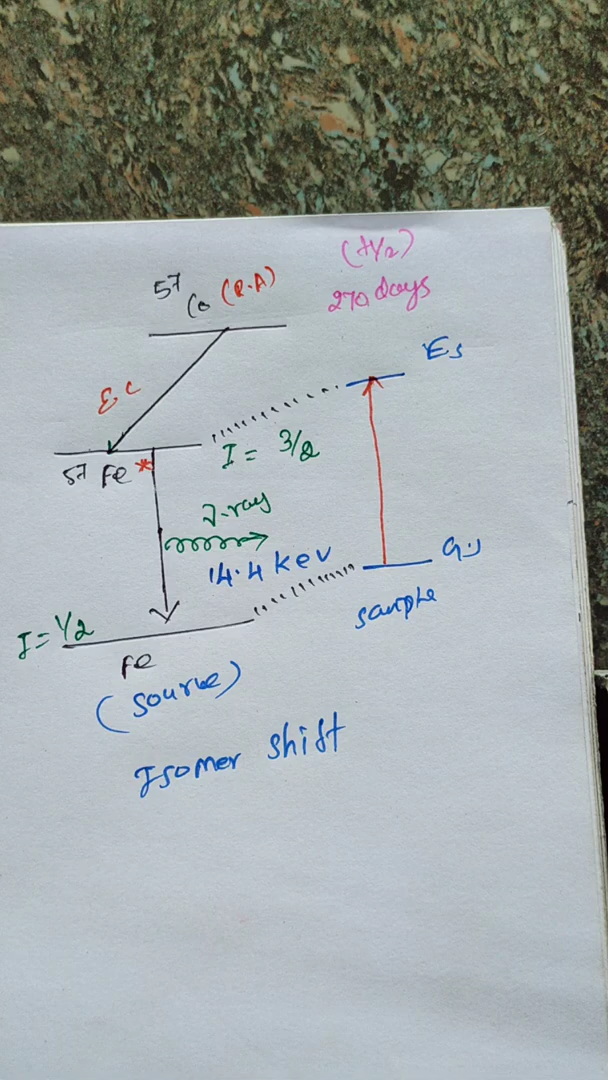 (t1/2)
57 Co (R.A)
270 days
Es
EC
I = 3/2
57 Fe *
γ-ray
14.4 kev
G.S
sample
I = 1/2
Fe
(source)
Isomer shift